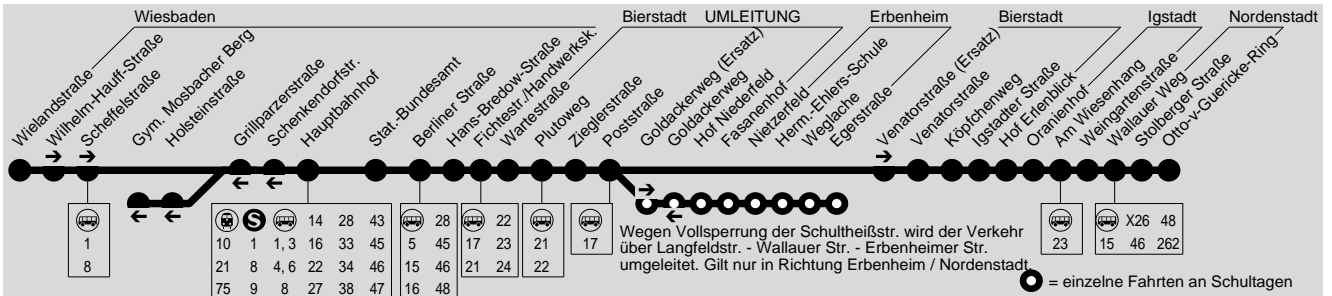 Wiesbaden
Bierstadt UMLEITUNG
Erbenheim
Bierstadt
Igstadt
Nordenstadt
Wielandstraße
Wilhelm-Hauff-Straße
Scheffelstraße
Gym. Mosbacher Berg
Holsteinstraße
Grillparzerstraße
Schenkendorfstr.
Hauptbahnhof
Stat.-Bundesamt
Berliner Straße
Hans-Bredow-Straße
Fichtestr./Handwerksk.
Wartestraße
Plutoweg
Zieglerstraße
Poststraße
Goldackerweg (Ersatz)
Goldackerweg
Hof Niederfeld
Fasanenhof
Nietzerfeld
Herm.-Ehlers-Schule
Weglache
Egerstraße
Venatorstraße (Ersatz)
Venatorstraße
Köpfchenweg
Igstadter Straße
Hof Erlenblick
Oranienhof
Am Wiesenhang
Weingartenstraße
Wallauer Weg
Stolberger Straße
Otto-v-Guericke-Ring
1
8
S 14 28 43
10 1 1, 3 16 33 45
21 8 4, 6 22 34 46
75 9 8 27 38 47
28
5 45
15 46
16 48
22
17 23
21 24
21
22
17
Wegen Vollsperrung der Schultheißstr. wird der Verkehr
über Langfeldstr. - Wallauer Str. - Erbenheimer Str.
umgeleitet. Gilt nur in Richtung Erbenheim / Nordenstadt.
23
X26 48
15 46 262
= einzelne Fahrten an Schultagen